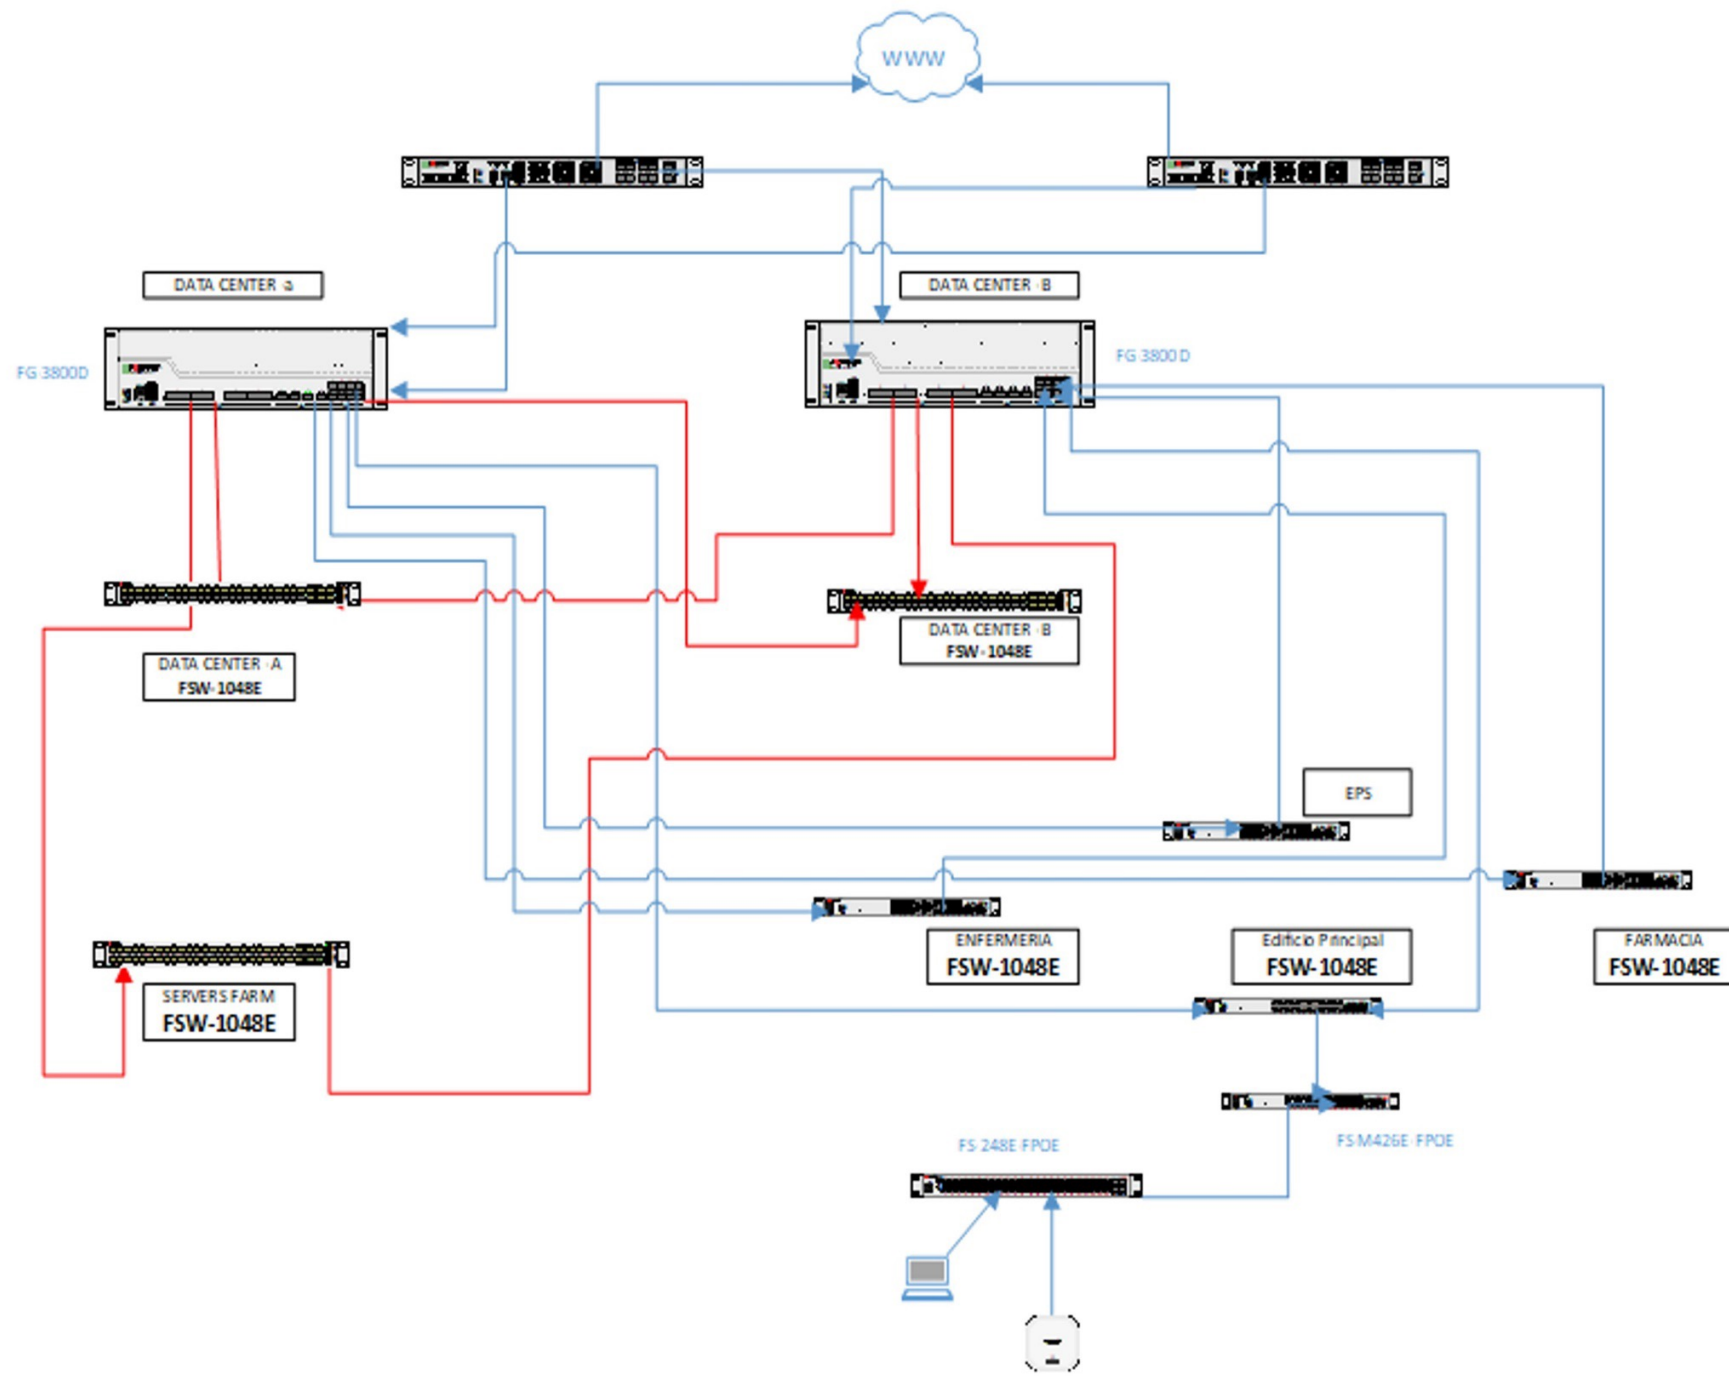 WWW
DATA CENTER -a
DATA CENTER -B
FG 3800D
FG 3800D
DATA CENTER -B
FSW-1048E
DATA CENTER -A
FSW-1048E
EPS
ENFERMERIA
FSW-1048E
Edificio Principal
FSW-1048E
FARMACIA
FSW-1048E
SERVERS FARM
FSW-1048E
FS-248E-FPOE
FS-M426E-FPOE